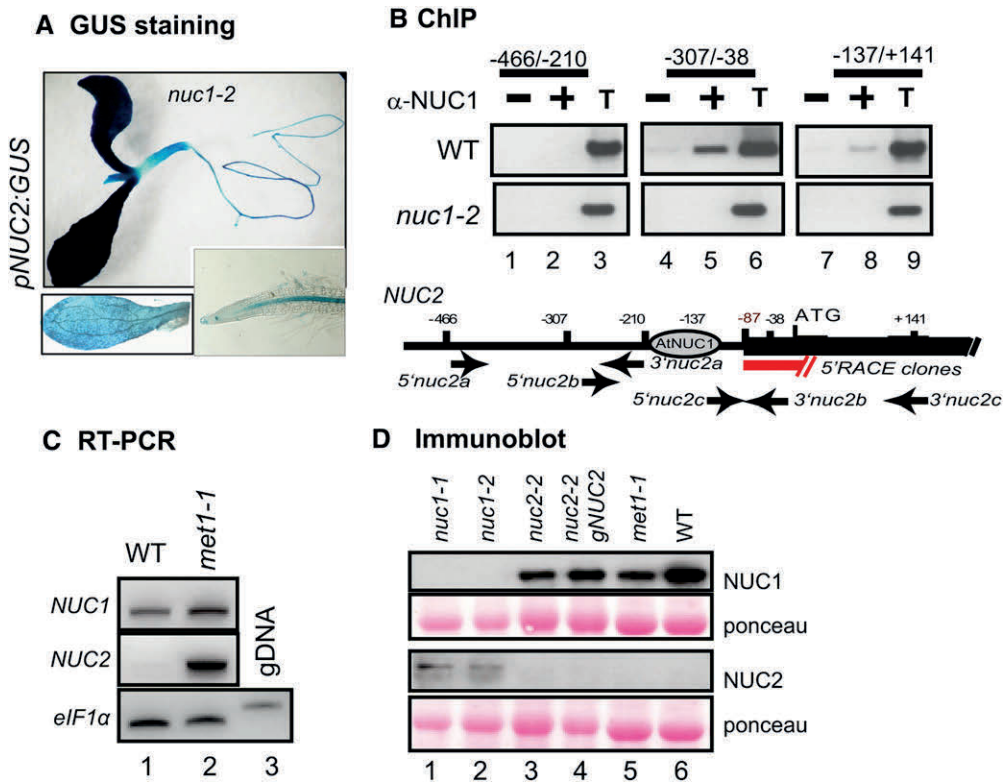 A GUS staining
pNUC2:GUS
nuc1-2
B ChIP
-466/-210 -307/-38 -137/+141
α-NUC1 − + T − + T − + T
WT
nuc1-2
1 2 3 4 5 6 7 8 9
NUC2
-466 -307 -210 -137 -87 -38 ATG +141
AtNUC1
5'nuc2a 5'nuc2b 3'nuc2a 5'RACE clones
5'nuc2c 3'nuc2b 3'nuc2c
C RT-PCR
WT met1-1
NUC1
NUC2 gDNA
eIF1α
1 2 3
D Immunoblot
nuc1-1 nuc1-2 nuc2-2 nuc2-2 gNUC2 met1-1 WT
NUC1
ponceau
NUC2
ponceau
1 2 3 4 5 6